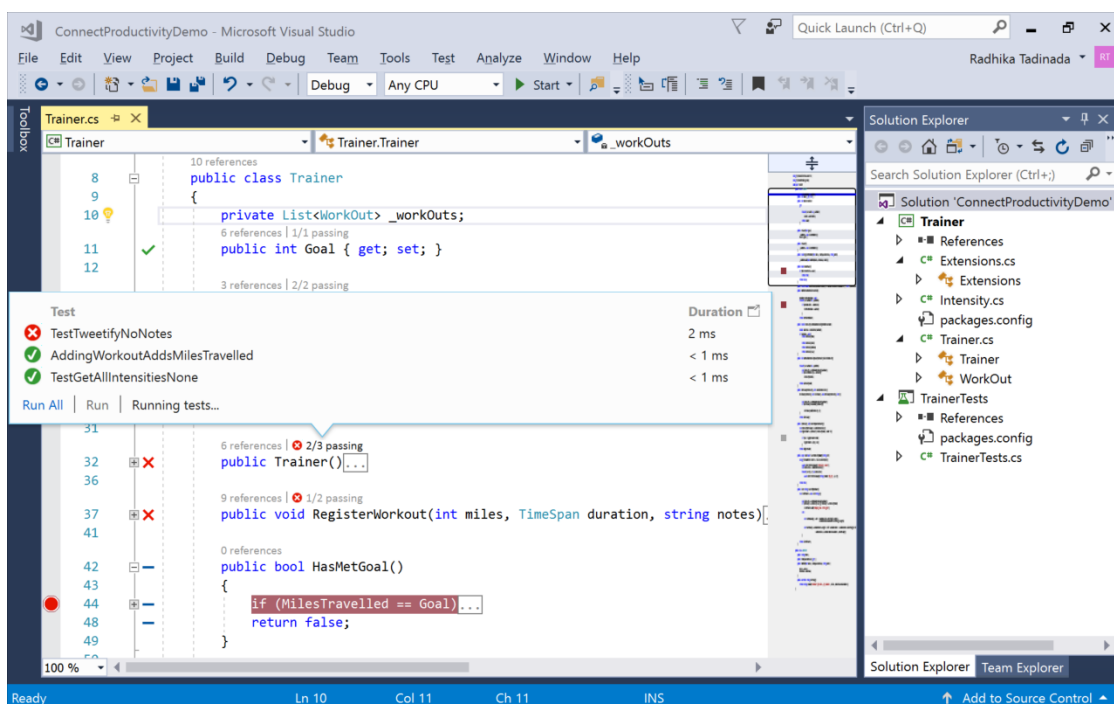 ConnectProductivityDemo - Microsoft Visual Studio
Quick Launch (Ctrl+Q)
File Edit View Project Build Debug Team Tools Test Analyze Window Help
Radhika Tadinada RT
Debug Any CPU Start
Toolbox
Trainer.cs
C# Trainer Trainer.Trainer _workOuts
10 references
8 public class Trainer
9 {
10 private List<WorkOut> _workOuts;
6 references | 1/1 passing
11 public int Goal { get; set; }
12
3 references | 2/2 passing
Test Duration
TestTweetifyNoNotes 2 ms
AddingWorkoutAddsMilesTravelled < 1 ms
TestGetAllIntensitiesNone < 1 ms
Run All | Run | Running tests...
31
6 references | 2/3 passing
32 public Trainer()...
36
9 references | 1/2 passing
37 public void RegisterWorkout(int miles, TimeSpan duration, string notes)
41
0 references
42 public bool HasMetGoal()
43 {
44 if (MilesTravelled == Goal)...
48 return false;
49 }
100 %
Solution Explorer
Search Solution Explorer (Ctrl+;)
Solution 'ConnectProductivityDemo'
C# Trainer
References
C# Extensions.cs
Extensions
C# Intensity.cs
packages.config
C# Trainer.cs
Trainer
WorkOut
TrainerTests
References
packages.config
C# TrainerTests.cs
Solution Explorer Team Explorer
Ready Ln 10 Col 11 Ch 11 INS Add to Source Control